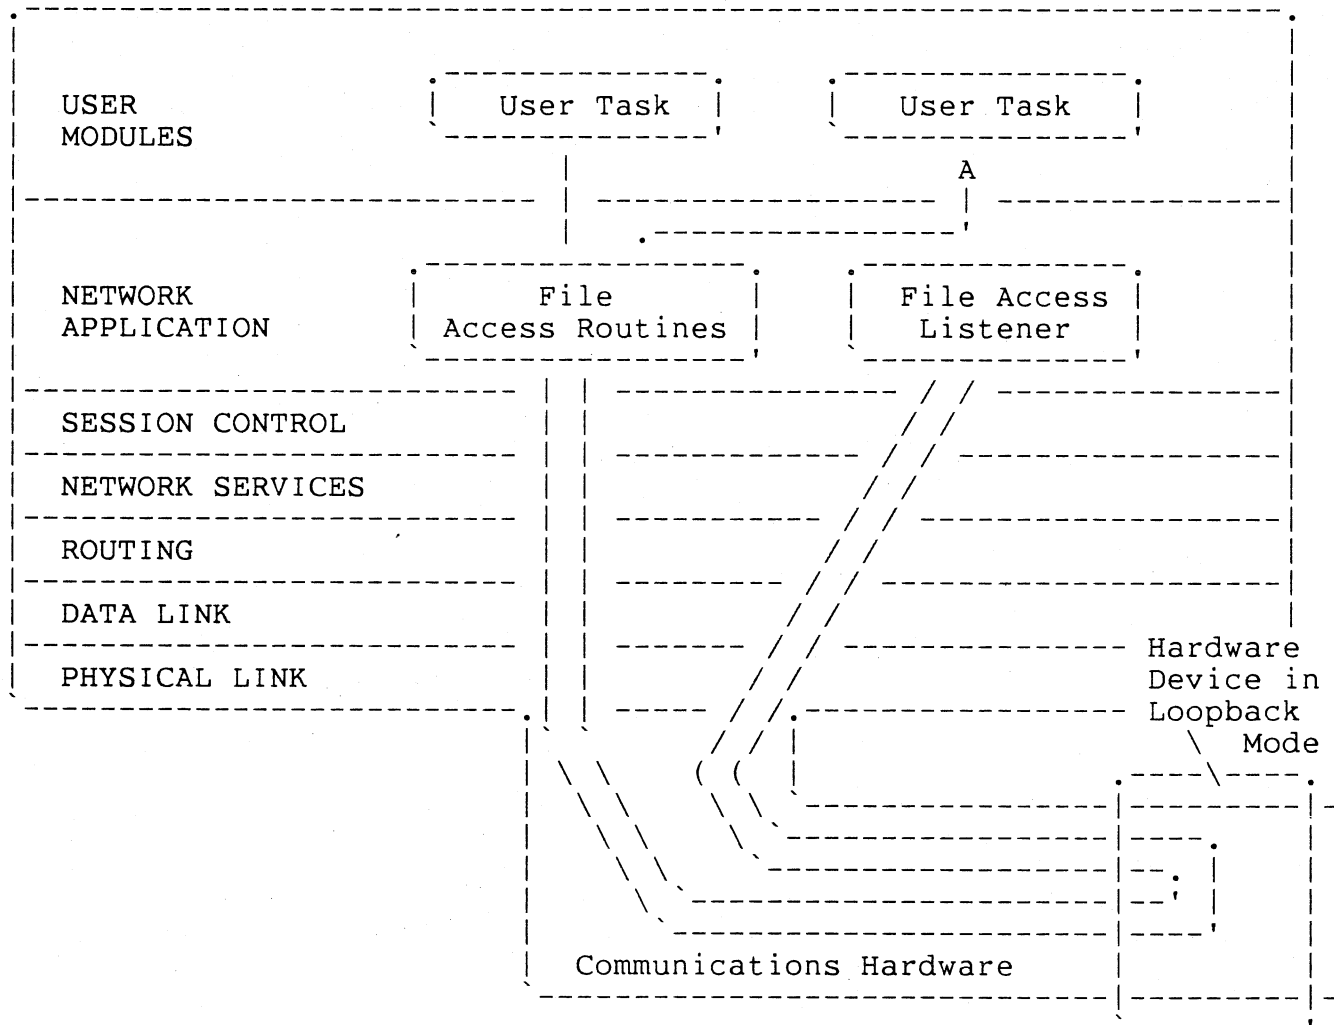 User Task
User Task
USER
MODULES
A
NETWORK
APPLICATION
File
Access Routines
File Access
Listener
SESSION CONTROL
NETWORK SERVICES
ROUTING
DATA LINK
PHYSICAL LINK
Hardware
Device in
Loopback
Mode
Communications Hardware